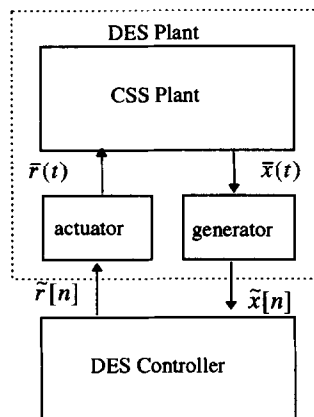 DES Plant
CSS Plant
r̄(t) x̄(t)
actuator generator
r̃[n] x̃[n]
DES Controller